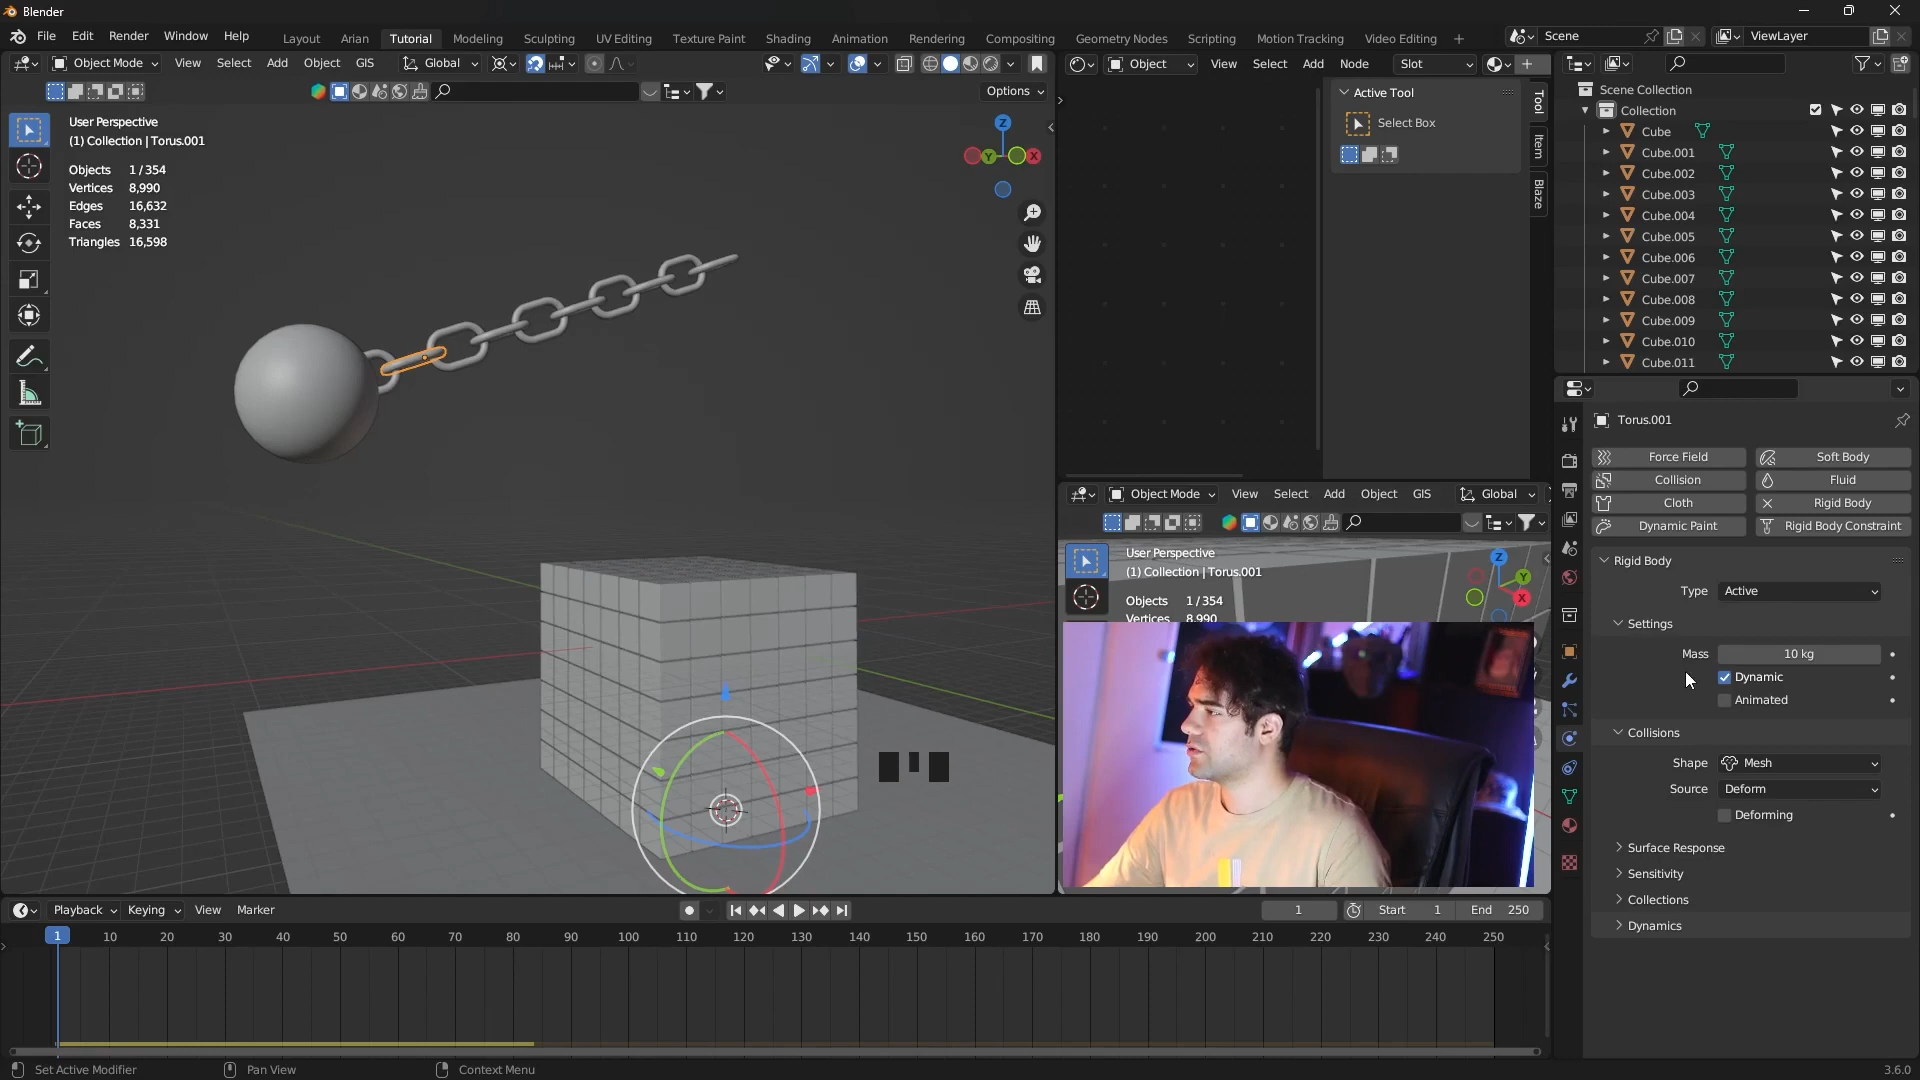 Blender
File Edit Render Window Help
Layout Arian Tutorial Modeling Sculpting UV Editing Texture Paint Shading Animation Rendering Compositing Geometry Nodes Scripting Motion Tracking Video Editing +
Scene
ViewLayer
Object Mode View Select Add Object GIS
Global
Options
User Perspective
(1) Collection | Torus.001
Objects 1/354
Vertices 8,990
Edges 16,632
Faces 8,331
Triangles 16,598
Z
Y
X
Object View Select Add Node
Slot
Active Tool
Select Box
Tool
Item
Blaze
Object Mode View Select Add Object GIS
Global
User Perspective
(1) Collection | Torus.001
Objects 1/354
Vertices 8,990
Z
Y
X
Scene Collection
Collection
Cube
Cube.001
Cube.002
Cube.003
Cube.004
Cube.005
Cube.006
Cube.007
Cube.008
Cube.009
Cube.010
Cube.011
Torus.001
Force Field
Soft Body
Collision
Fluid
Cloth
Rigid Body
Dynamic Paint
Rigid Body Constraint
Rigid Body
Type Active
Settings
Mass 10 kg
Dynamic
Animated
Collisions
Shape Mesh
Source Deform
Deforming
Surface Response
Sensitivity
Collections
Dynamics
Playback Keying View Marker
1
Start 1
End 250
1 10 20 30 40 50 60 70 80 90 100 110 120 130 140 150 160 170 180 190 200 210 220 230 240 250
Set Active Modifier
Pan View
Context Menu
3.6.0